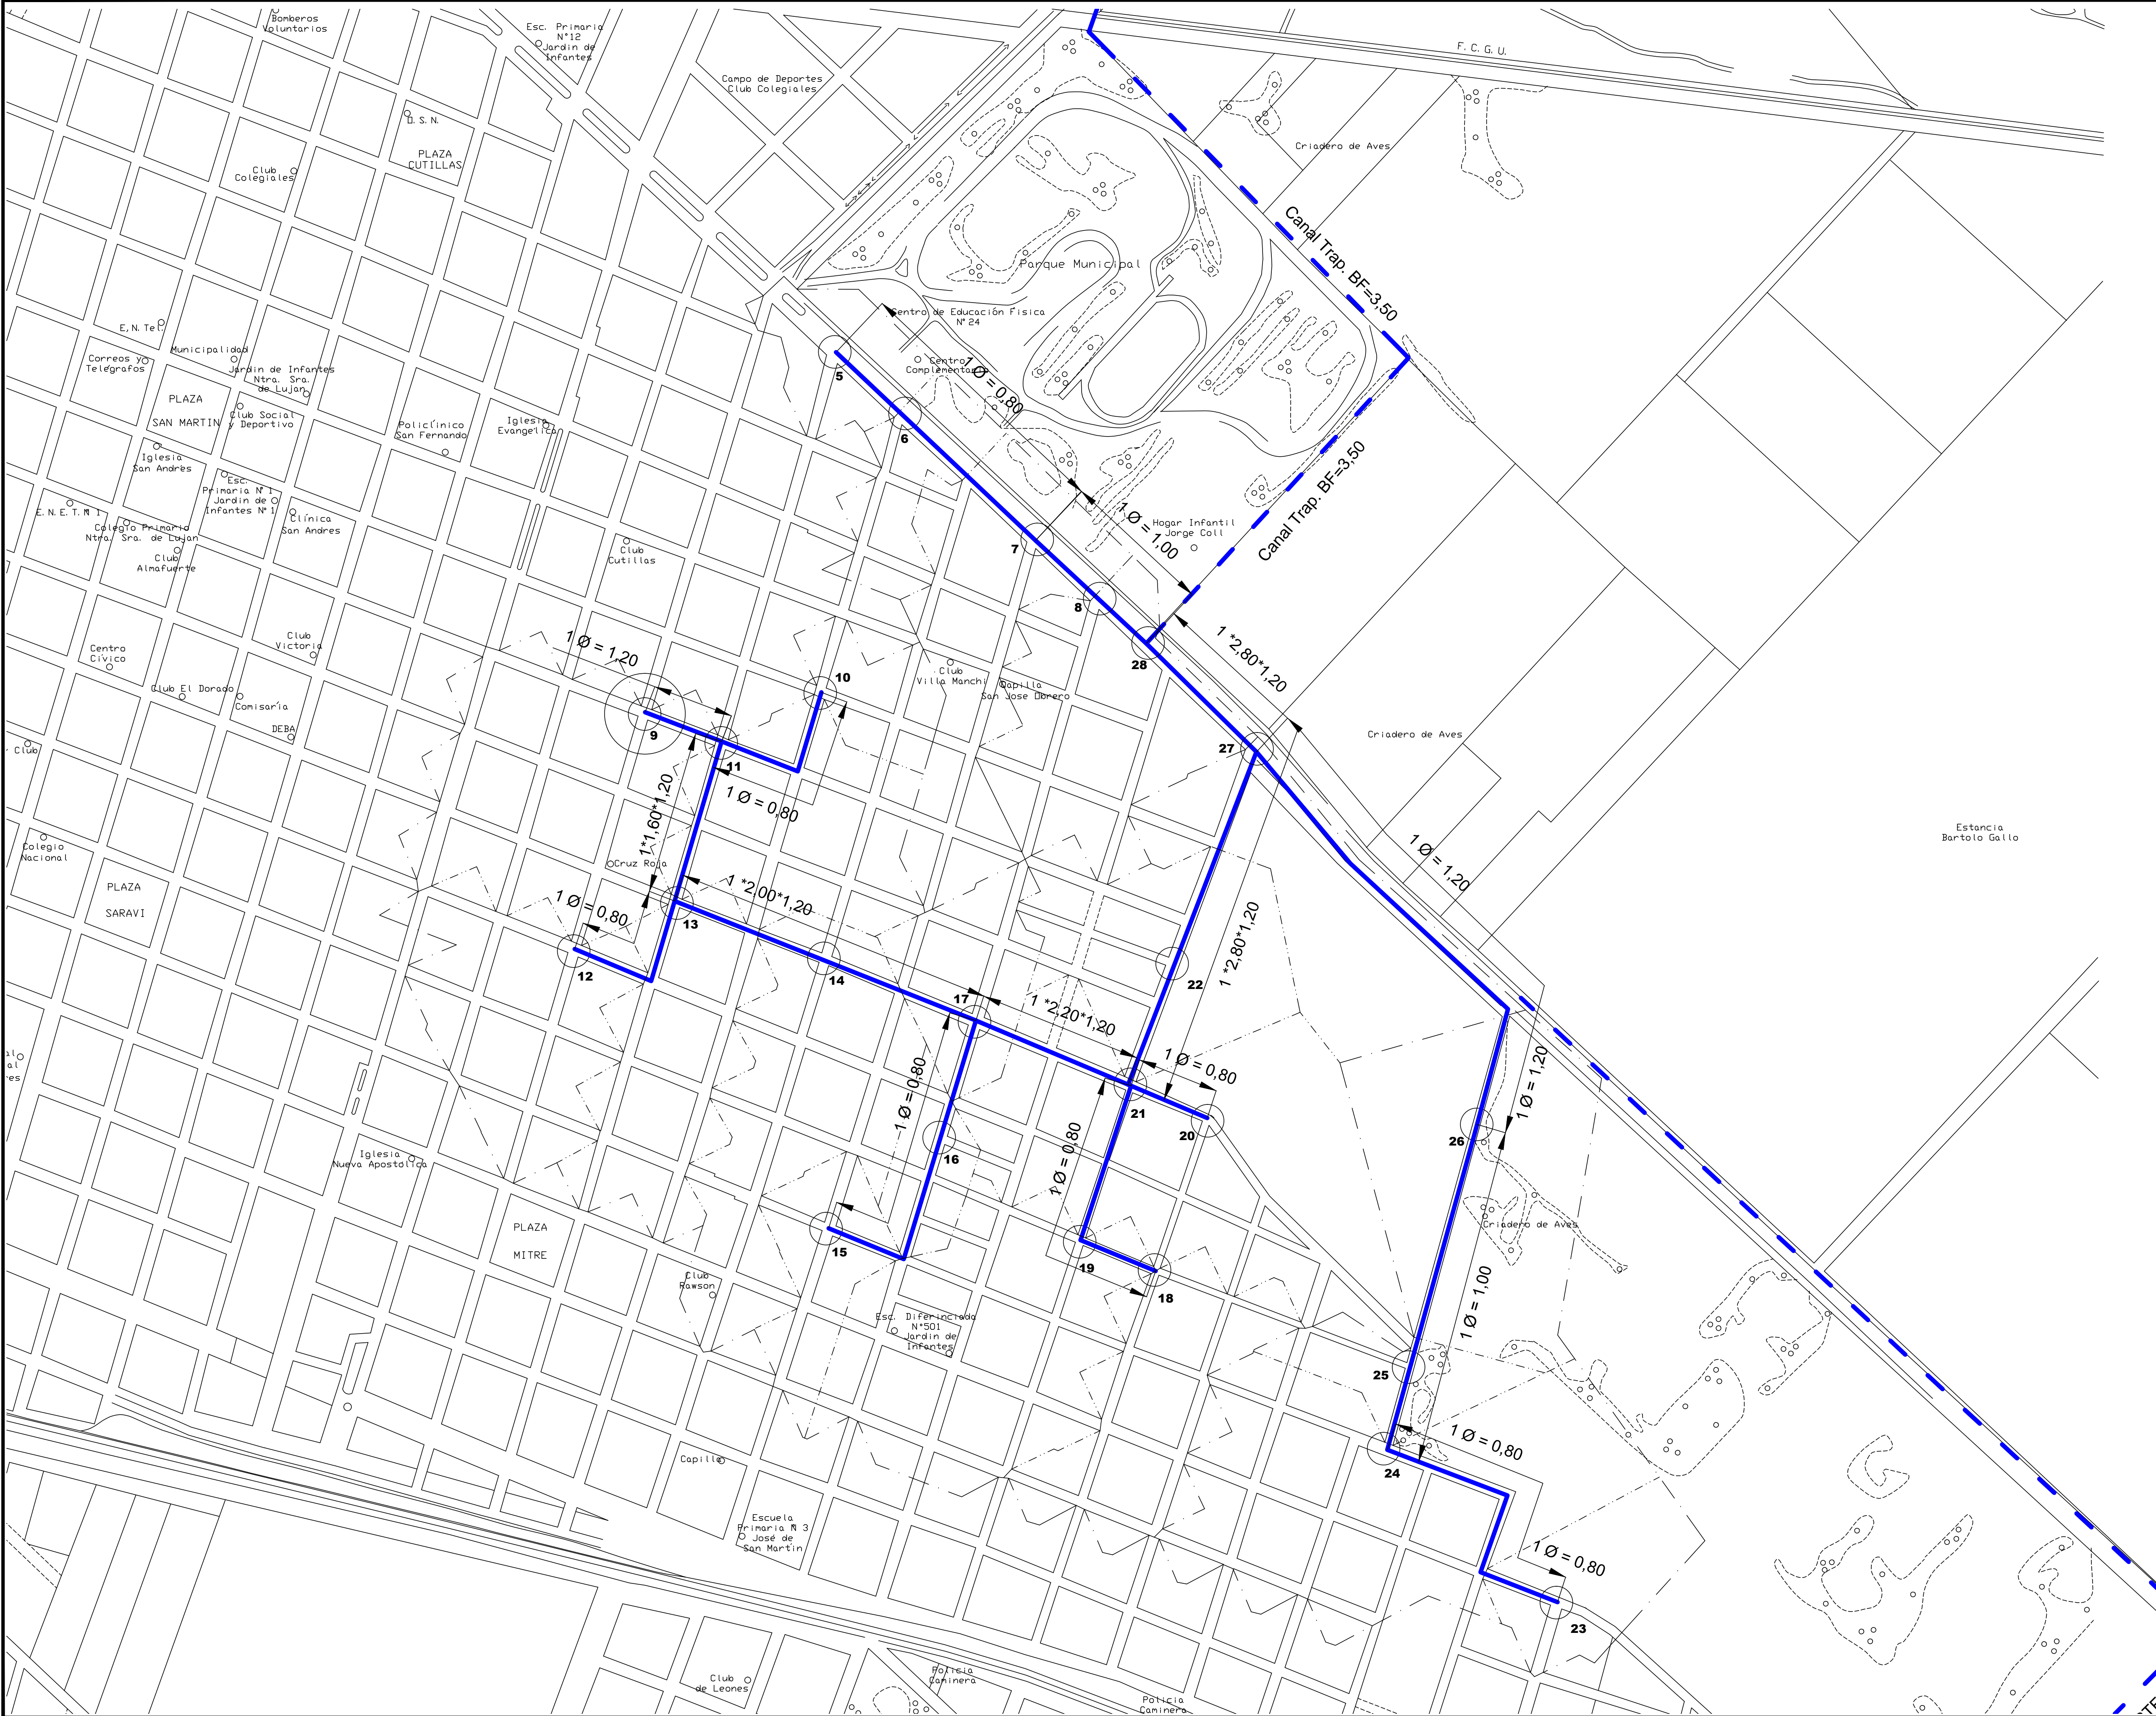 Bomberos
Voluntarios
Esc. Primaria
N°12
Jardin de
Infantes
Campo de Deportes
Club Colegiales
F. C. G. U.
O. S. N.
PLAZA
CUTILLAS
Club
Colegiales
Criadero de Aves
Canal Trap. BF=3,50
Parque Municipal
Centro de Educación Física
N° 24
E. N. Tel.
Municipalidad
Correos y
Telégrafos
Jardin de Infantes
Ntra. Sra.
de Lujan
PLAZA
SAN MARTIN
Club Social
y Deportivo
Policlínico
San Fernando
Iglesia
Evangélica
5
Centro
1 Ø = 0,80
6
Iglesia
San Andrés
Esc.
Primaria N° 1
Jardin de
Infantes N° 1
E. N. E. T. N° 1
Clínica
San Andres
Colegio Primario
Ntra. Sra. de Lujan
Club
Almafuerte
Club
Cutillas
7
1 Ø = 1,00
Hogar Infantil
Jorge Coll
Canal Trap. BF=3,50
8
28
1 *2,80*1,20
Centro
Cívico
Club
Victoria
1 Ø = 1,20
Club El Dorado
Comisaría
DEBA
Club
9
10
11
Club
Villa Manchi
Capilla
San Jose Obrero
27
Criadero de Aves
1*1,60*1,20
1 Ø = 0,80
Estancia
Bartolo Gallo
Colegio
Nacional
PLAZA
SARAVI
Cruz Roja
1 Ø = 0,80
12
13
1 *2,00*1,20
14
1 Ø = 1,20
1 *2,80*1,20
22
17
1 *2,20*1,20
1 Ø = 0,80
1 Ø = 0,80
16
21
20
1 Ø = 0,80
1 Ø = 1,20
26
Iglesia
Nueva Apostólica
PLAZA
MITRE
15
19
18
Criadero de Aves
Club
Rawson
Esc. Diferinciada
N°501
Jardin de
Infantes
1 Ø = 1,00
25
24
1 Ø = 0,80
Capilla
Escuela
Primaria N° 3
José de
San Martin
1 Ø = 0,80
23
Club
de Leones
Policia
Caminera
Policia
Caminera